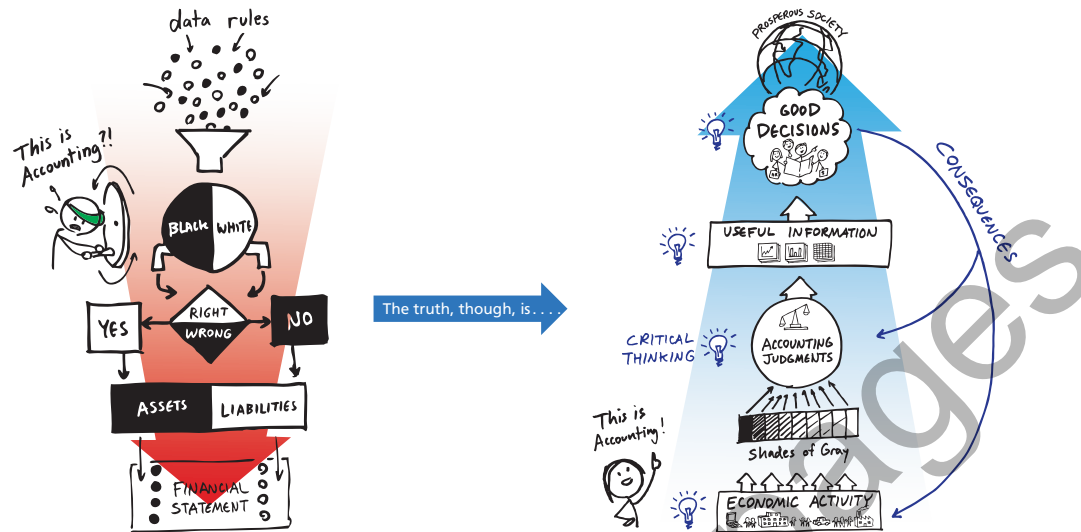 data rules
This is
Accounting?!
BLACK WHITE
RIGHT
WRONG
YES
NO
ASSETS LIABILITIES
FINANCIAL
STATEMENT
The truth, though, is....
PROSPEROUS SOCIETY
GOOD
DECISIONS
CONSEQUENCES
USEFUL INFORMATION
CRITICAL
THINKING
ACCOUNTING
JUDGMENTS
Shades of Gray
This is
Accounting!
ECONOMIC ACTIVITY